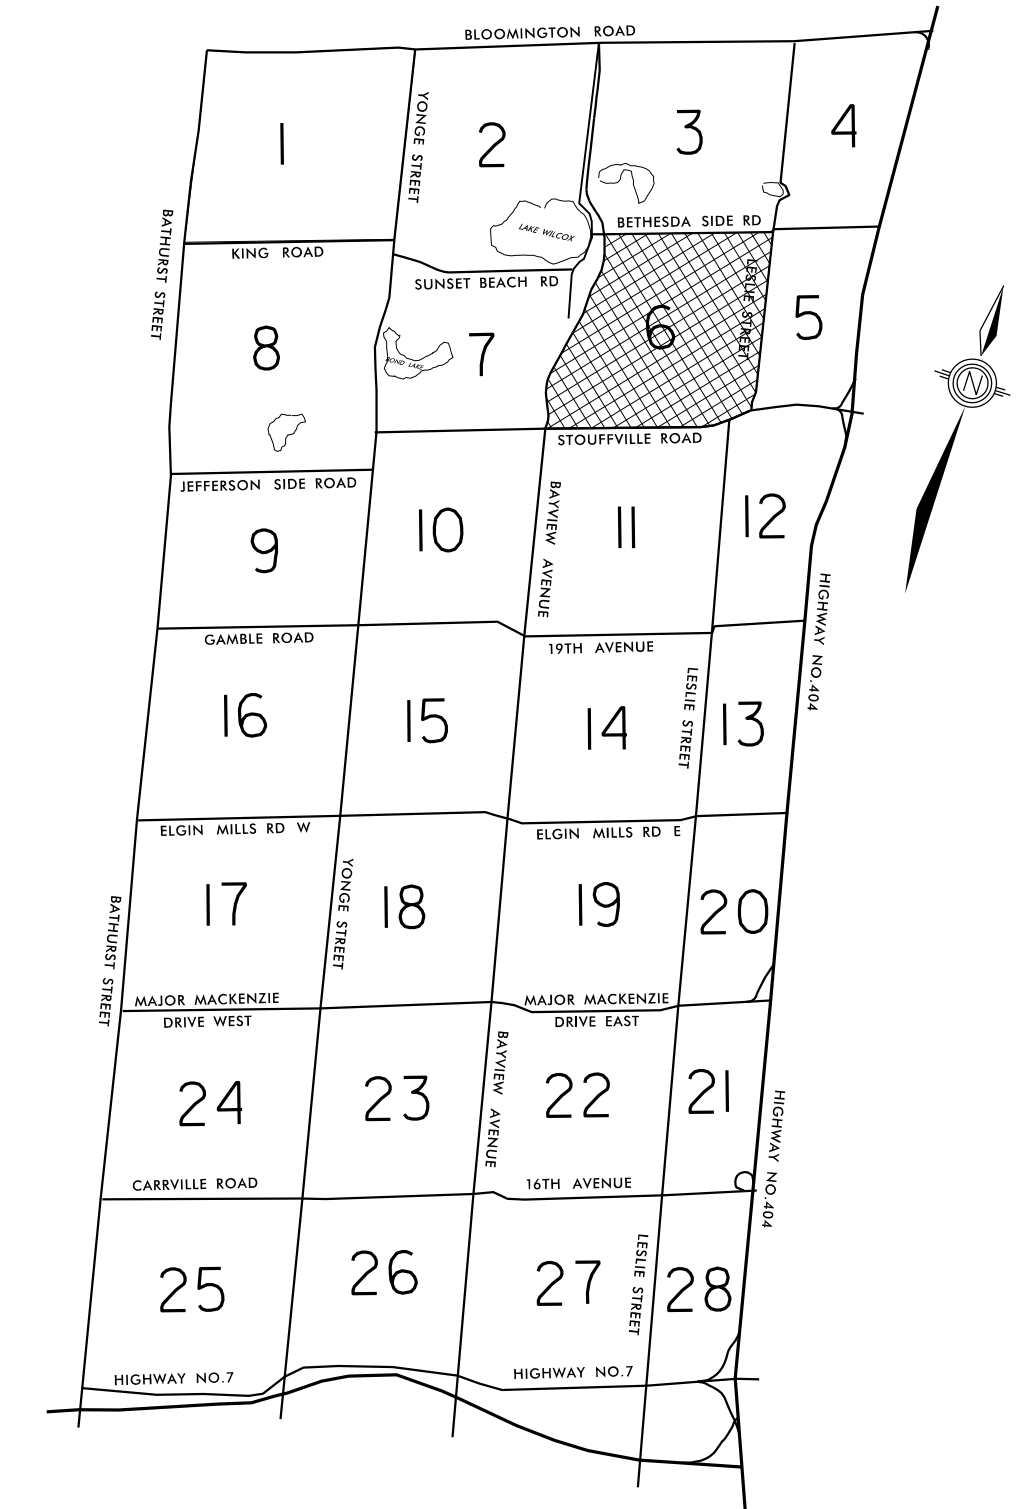 BLOOMINGTON ROAD
1
YONGE STREET
2
3
4
BATHURST STREET
LAKE WILCOX
BETHESDA SIDE RD
KING ROAD
SUNSET BEACH RD
LESLIE STREET
8
BOND LAKE
7
6
5
N
STOUFFVILLE ROAD
JEFFERSON SIDE ROAD
9
10
BAYVIEW AVENUE
11
12
HIGHWAY NO.404
GAMBLE ROAD
19TH AVENUE
16
15
14
LESLIE STREET
13
ELGIN MILLS RD W
ELGIN MILLS RD E
BATHURST STREET
17
YONGE STREET
18
19
20
MAJOR MACKENZIE
DRIVE WEST
MAJOR MACKENZIE
DRIVE EAST
24
23
BAYVIEW AVENUE
22
21
HIGHWAY NO.404
CARRVILLE ROAD
16TH AVENUE
25
26
27
LESLIE STREET
28
HIGHWAY NO.7
HIGHWAY NO.7